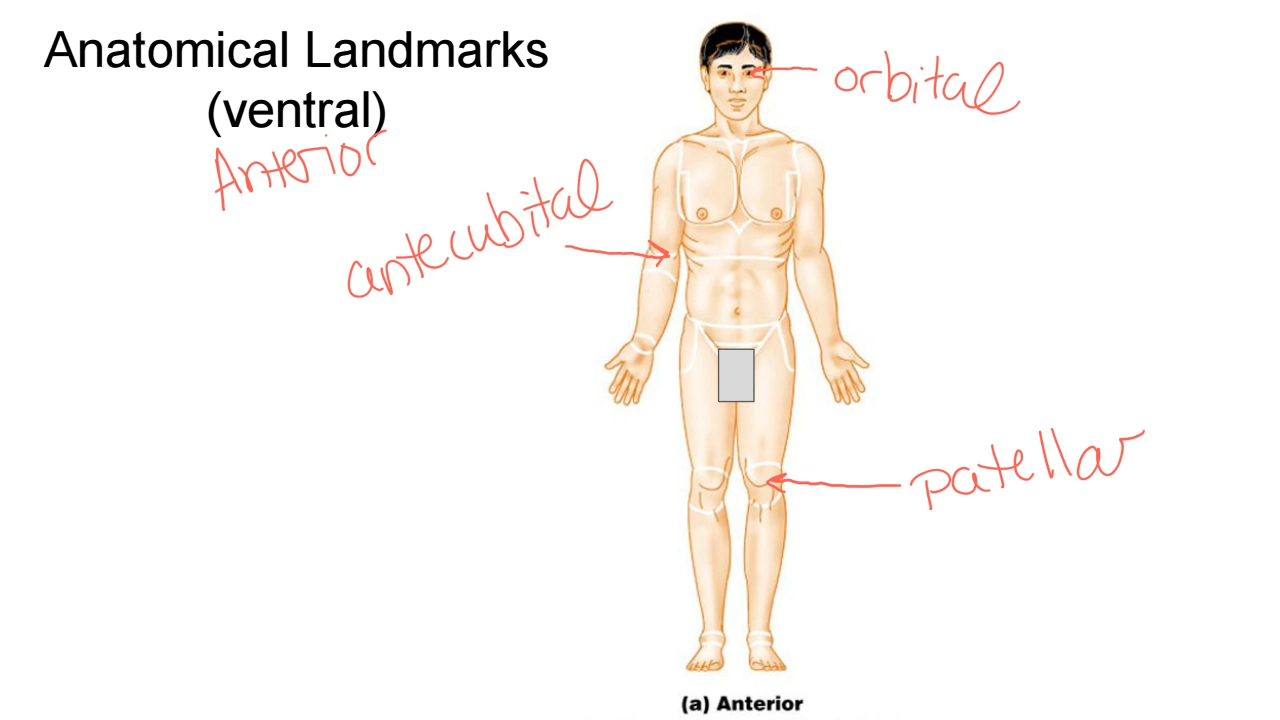 Anatomical Landmarks
(ventral)
Anterior
orbital
antecubital
patellar
(a) Anterior